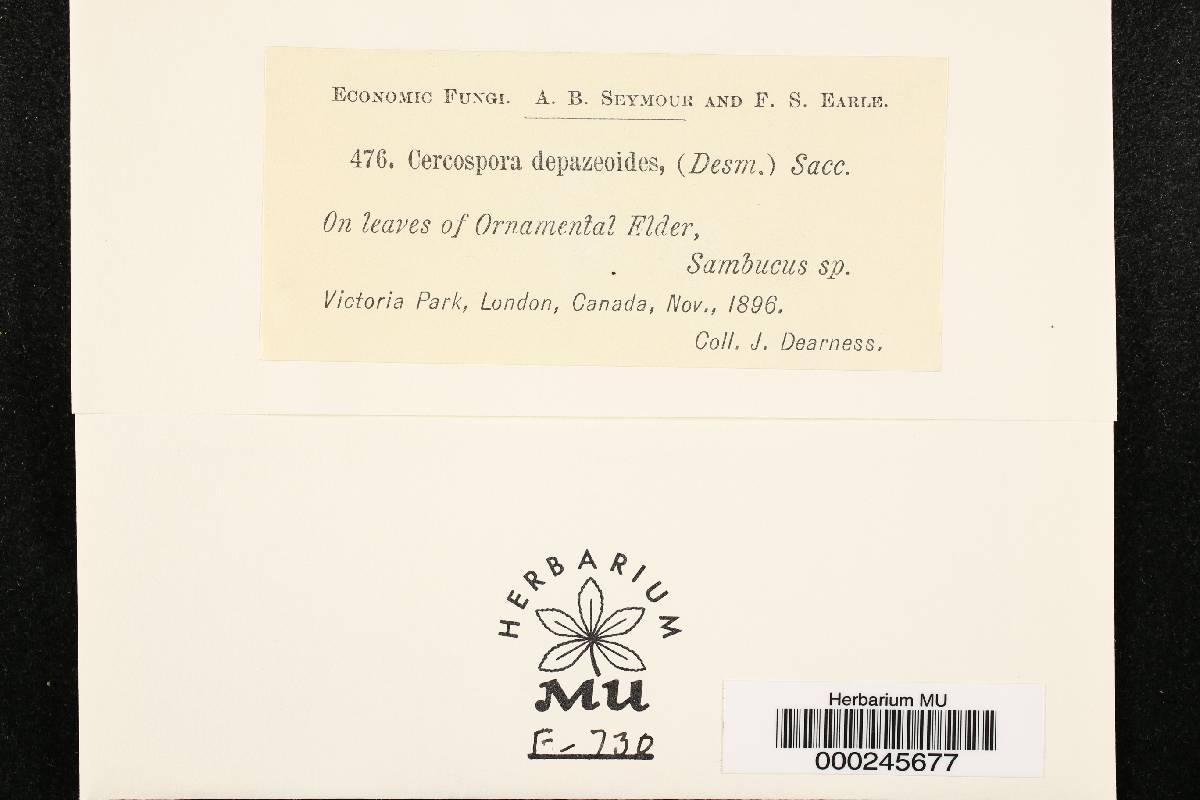 Economic Fungi. A. B. Seymour and F. S. Earle.
476. Cercospora depazeoides, (Desm.) Sacc.
On leaves of Ornamental Elder,
Sambucus sp.
Victoria Park, London, Canada, Nov., 1896.
Coll. J. Dearness.
HERBARIUM
MU
F-730
Herbarium MU
000245677